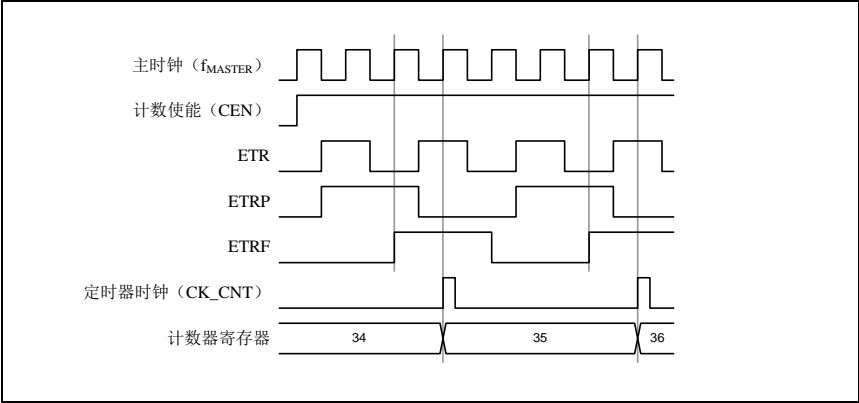 主时钟（fMASTER）
计数使能（CEN）
ETR
ETRP
ETRF
定时器时钟（CK_CNT）
计数器寄存器 34 35 36